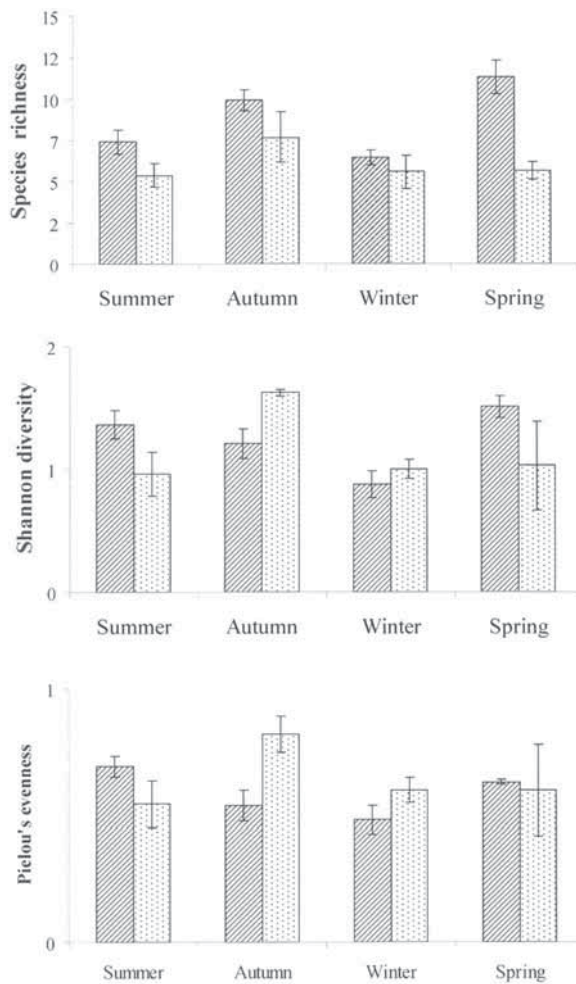 15
12
10
7
5
2
0
Species richness
Summer Autumn Winter Spring
2
1
0
Shannon diversity
Summer Autumn Winter Spring
1
0
Pielou's evenness
Summer Autumn Winter Spring